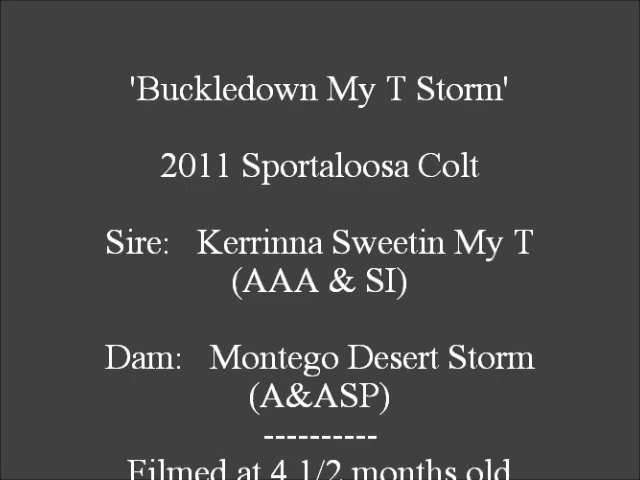 'Buckledown My T Storm'
2011 Sportaloosa Colt
Sire: Kerrinna Sweetin My T
(AAA & SI)
Dam: Montego Desert Storm
(A&ASP)
----------
Filmed at 4 1/2 months old